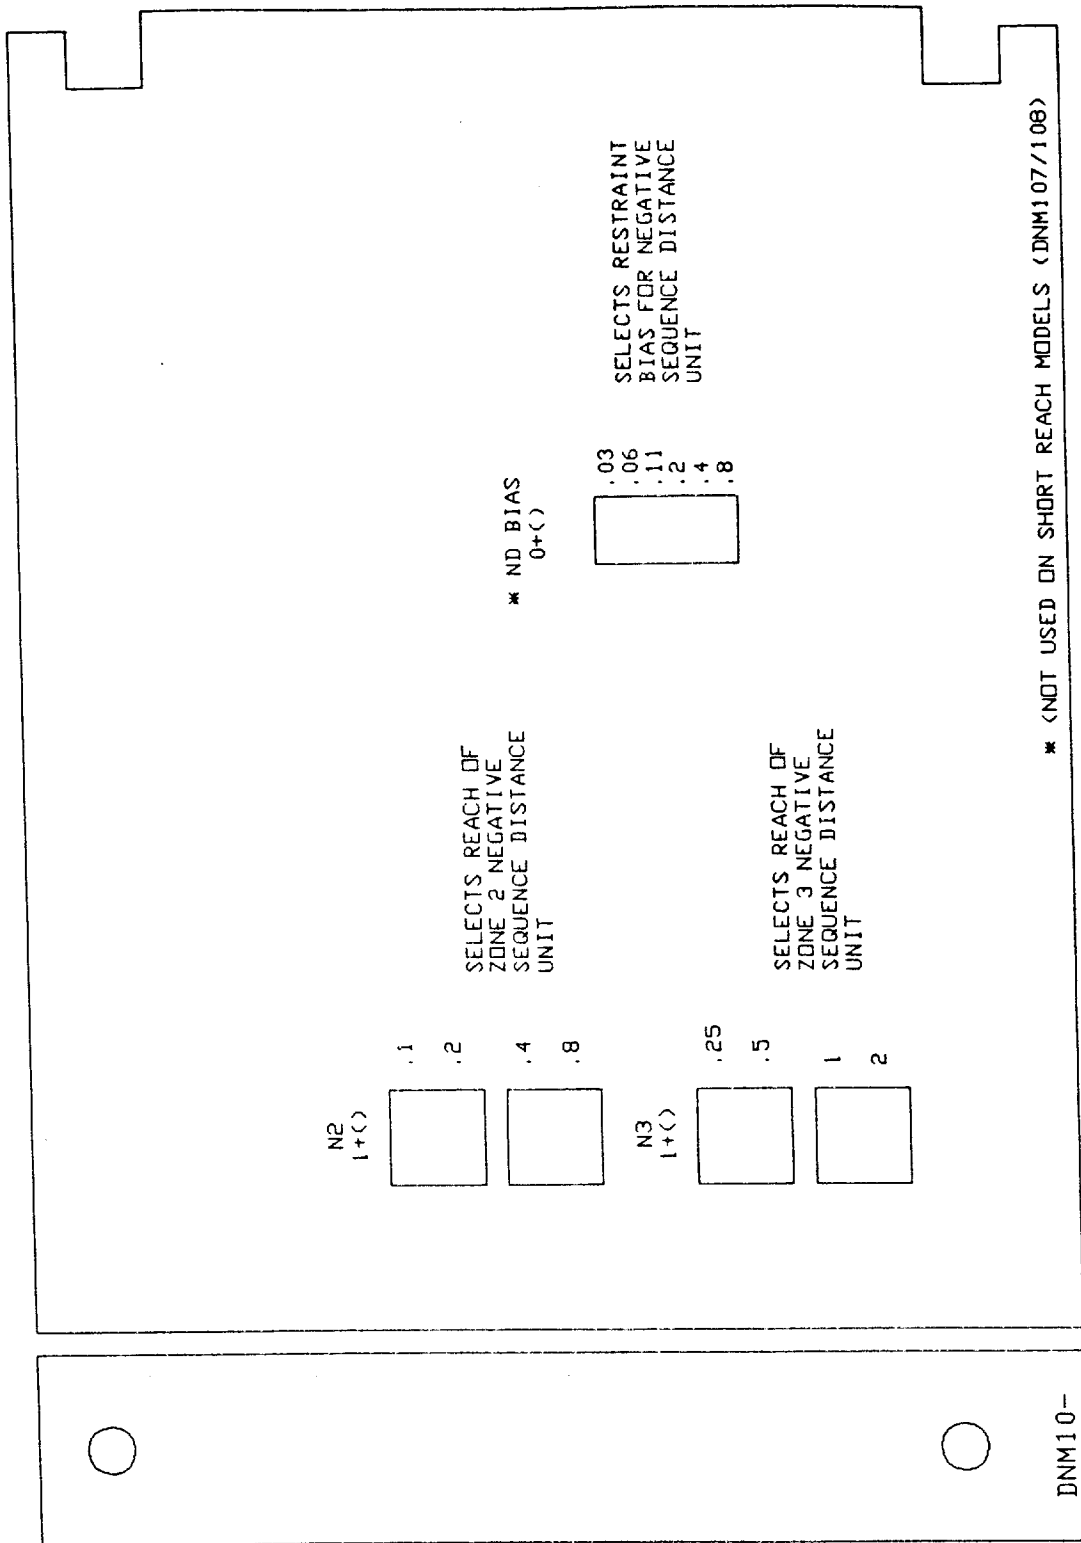 N2
1+()
.1
.2
.4
.8
SELECTS REACH OF
ZONE 2 NEGATIVE
SEQUENCE DISTANCE
UNIT
N3
1+()
.25
.5
1
2
SELECTS REACH OF
ZONE 3 NEGATIVE
SEQUENCE DISTANCE
UNIT
* ND BIAS
0+()
.03
.06
.11
.2
.4
.8
SELECTS RESTRAINT
BIAS FOR NEGATIVE
SEQUENCE DISTANCE
UNIT
* (NOT USED ON SHORT REACH MODELS (DNM107/108)
DNM10-